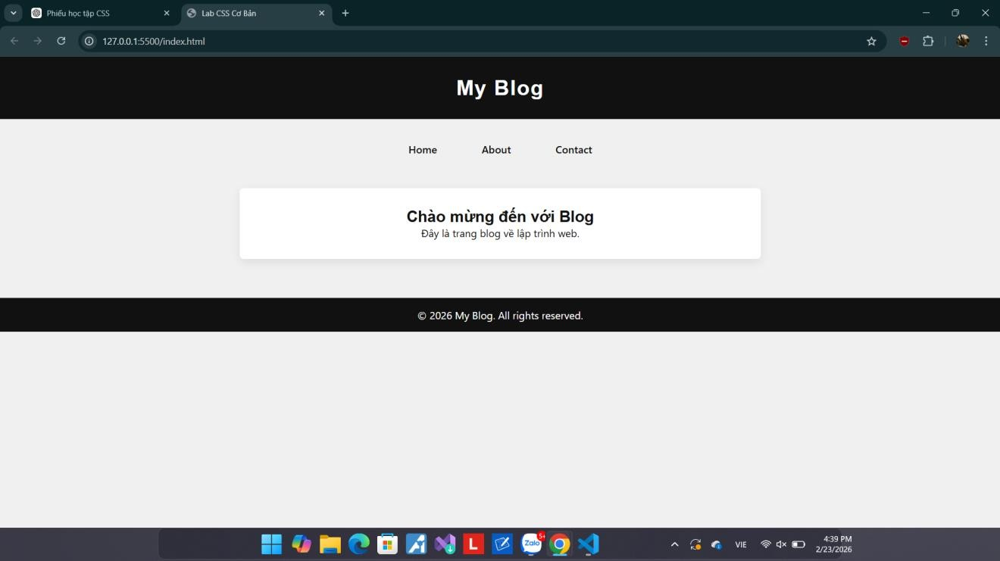 Phiếu học tập CSS
Lab CSS Cơ Bản
127.0.0.1:5500/index.html
My Blog
Home About Contact
Chào mừng đến với Blog
Đây là trang blog về lập trình web.
© 2026 My Blog. All rights reserved.
L
Zalo
5+
VIE
4:39 PM
2/23/2026